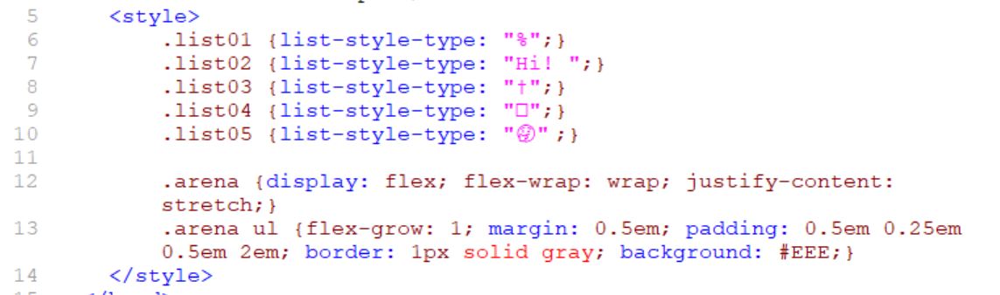 5 <style>
6 .list01 {list-style-type: "%";}
7 .list02 {list-style-type: "Hi! ";}
8 .list03 {list-style-type: "†";}
9 .list04 {list-style-type: "□";}
10 .list05 {list-style-type: "" ;}
11
12 .arena {display: flex; flex-wrap: wrap; justify-content:
stretch;}
13 .arena ul {flex-grow: 1; margin: 0.5em; padding: 0.5em 0.25em
0.5em 2em; border: 1px solid gray; background: #EEE;}
14 </style>